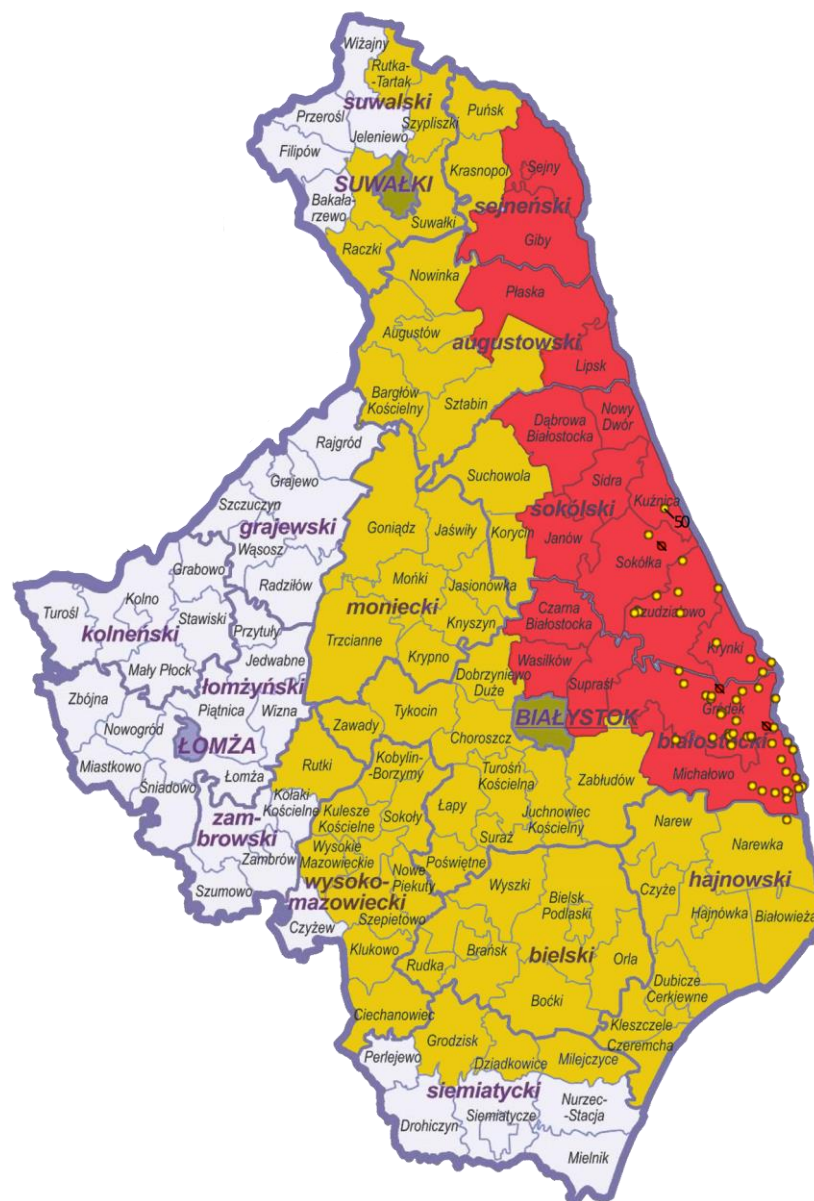 Wiżajny
Rutka-
-Tartak
suwalski
Szypliszki
Puńsk
Przerośl
Jeleniewo
Filipów
Krasnopol
Sejny
SUWAŁKI
Bakała-
rzewo
Suwałki
sejneński
Giby
Raczki
Nowinka
Płaska
Augustów
augustowski
Lipsk
Bargłów
Kościelny
Sztabin
Dąbrowa
Białostocka
Nowy
Dwór
Rajgród
Grajewo
Suchowola
Sidra
Kuźnica
Szczuczyn
sokólski
50
grajewski
Goniądz
Jaświły
Korycin
Janów
Sokółka
Wąsosz
Grabowo
Radziłów
Mońki
Jasionówka
Kolno
Turośl
Stawiski
moniecki
Czarna
Białostocka
Szudziałowo
kolneński
Przytuły
Trzcianne
Knyszyn
Krynki
Mały Płock
Jedwabne
Krypno
Wasilków
Dobrzyniewo
Duże
Supraśl
Zbójna
łomżyński
Piątnica
Wizna
Tykocin
BIAŁYSTOK
Gródek
Nowogród
Zawady
Choroszcz
białostocki
ŁOMŻA
Miastkowo
Kobylin-
-Borzymy
Rutki
Turośń
Kościelna
Zabłudów
Michałowo
Śniadowo
Łomża
Kołaki
Kościelne
Kulesze
Kościelne
Sokoły
Łapy
Juchnowiec
Kościelny
zam-
browski
Suraż
Narew
Narewka
Zambrów
Wysokie
Mazowieckie
Nowe
Piekuty
Poświętne
wysoko-
mazowiecki
Wyszki
Bielsk
Podlaski
Czyże
hajnowski
Szumowo
Szepietowo
Hajnówka
Białowieża
Czyżew
Klukowo
Rudka
Brańsk
bielski
Orla
Boćki
Dubicze
Cerkiewne
Ciechanowiec
Kleszczele
Grodzisk
Czeremcha
Perlejewo
Dziadkowice
Milejczyce
siemiatycki
Nurzec-
-Stacja
Drohiczyn
Siemiatycze
Mielnik